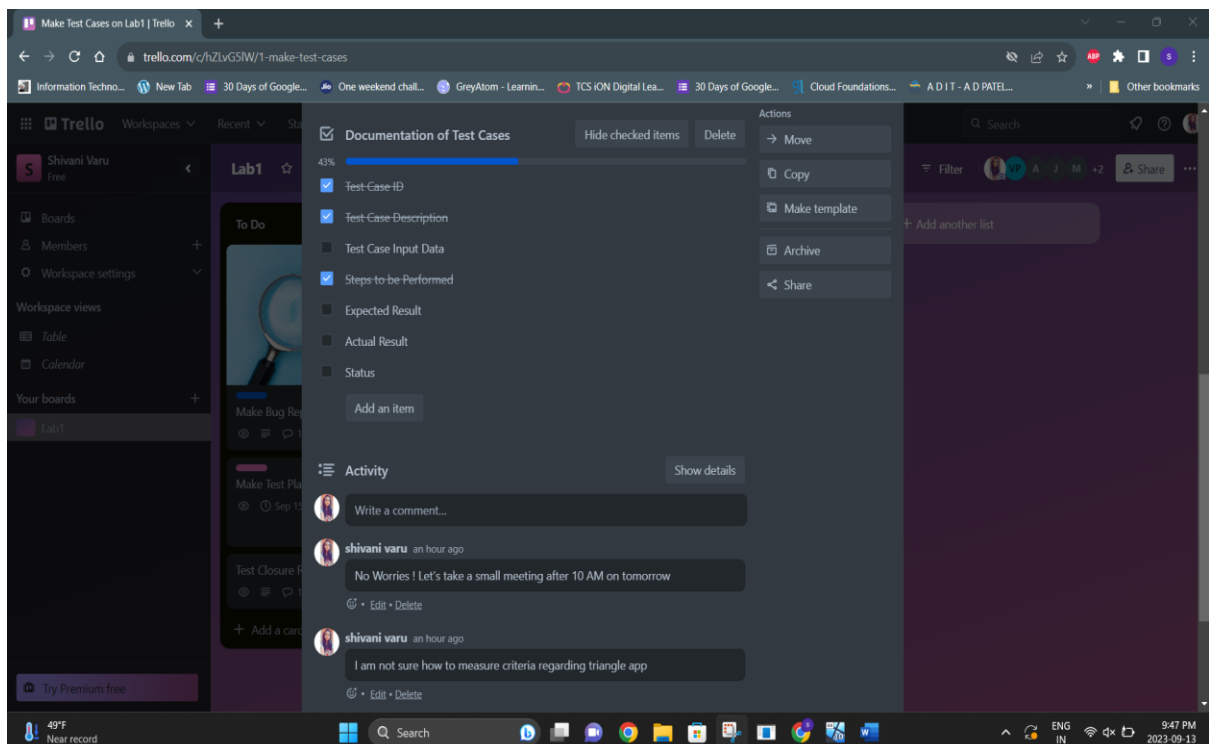 Make Test Cases on Lab1 | Trello
trello.com/c/hZLvG5lW/1-make-test-cases
Information Techno... New Tab 30 Days of Google... One weekend chall... GreyAtom - Learnin... TCS iON Digital Lea... 30 Days of Google... Cloud Foundations... A D I T - A D PATEL... » Other bookmarks
Trello Workspaces Recent Sta Search
Shivani Varu
Free
Boards
Members
Workspace settings
Workspace views
Table
Calendar
Your boards
Lab1
Try Premium free
Lab1
Filter VP A J M +2 Share
To Do
Make Bug Rep
1
Make Test Pla
Sep 15
Test Closure R
1
+ Add a card
+ Add another list
Documentation of Test Cases Hide checked items Delete
43%
Test Case ID
Test Case Description
Test Case Input Data
Steps to be Performed
Expected Result
Actual Result
Status
Add an item
Activity Show details
Write a comment...
shivani varu an hour ago
No Worries ! Let's take a small meeting after 10 AM on tomorrow
• Edit • Delete
shivani varu an hour ago
I am not sure how to measure criteria regarding triangle app
• Edit • Delete
Actions
Move
Copy
Make template
Archive
Share
49°F
Near record
Search
ENG
IN
9:47 PM
2023-09-13